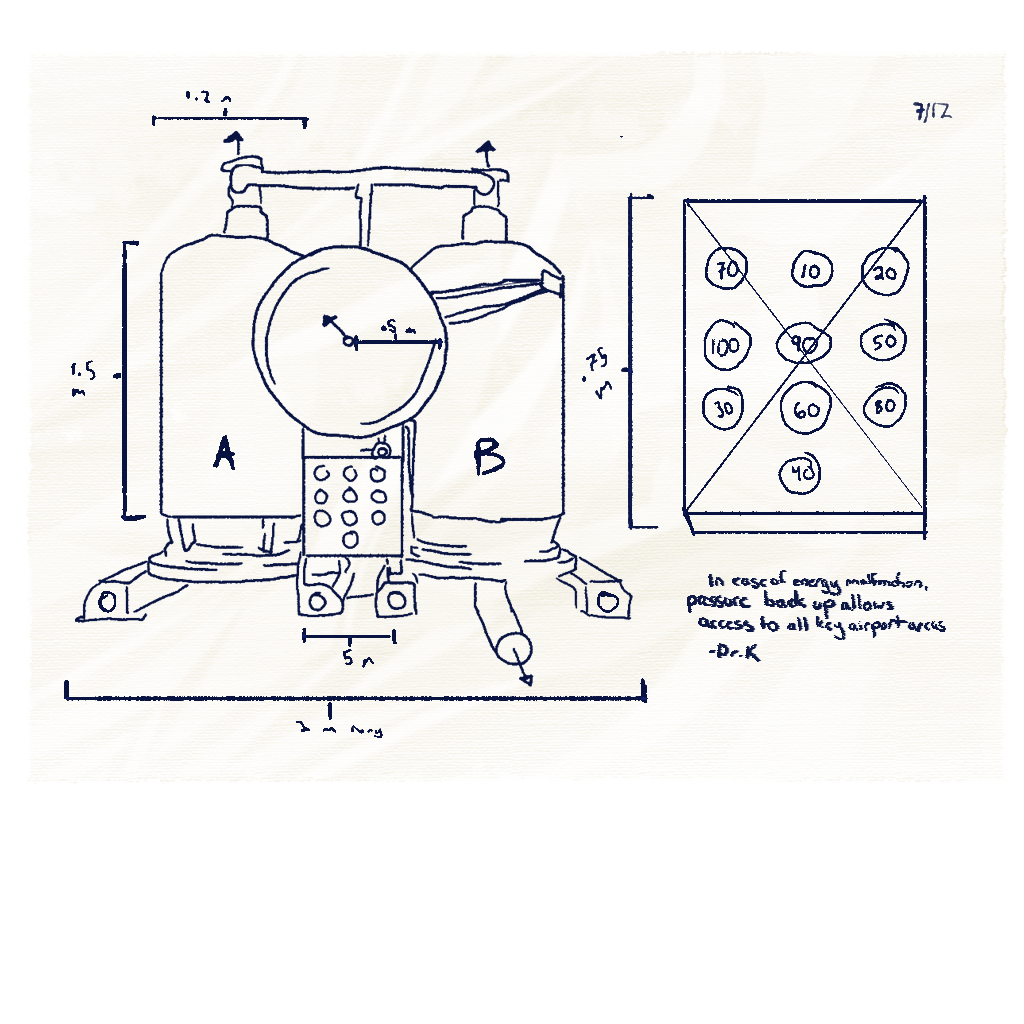 1.2
7/12
70 10 20
.5 m
100 90 50
1.5
m
.75
m
30 60 80
A
B
40
In case of energy malfunction,
pressure back up allows
access to all key airport areas
-Dr.K
5
2 m